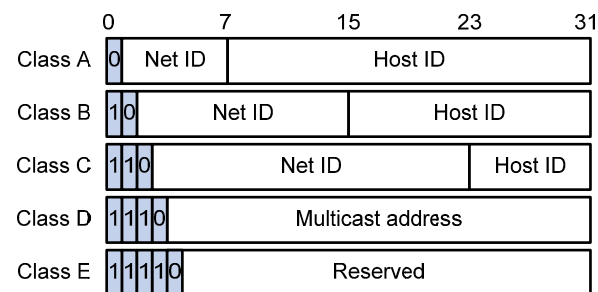 0 7 15 23 31
Class A 0 Net ID Host ID
Class B 1 0 Net ID Host ID
Class C 1 1 0 Net ID Host ID
Class D 1 1 1 0 Multicast address
Class E 1 1 1 1 0 Reserved